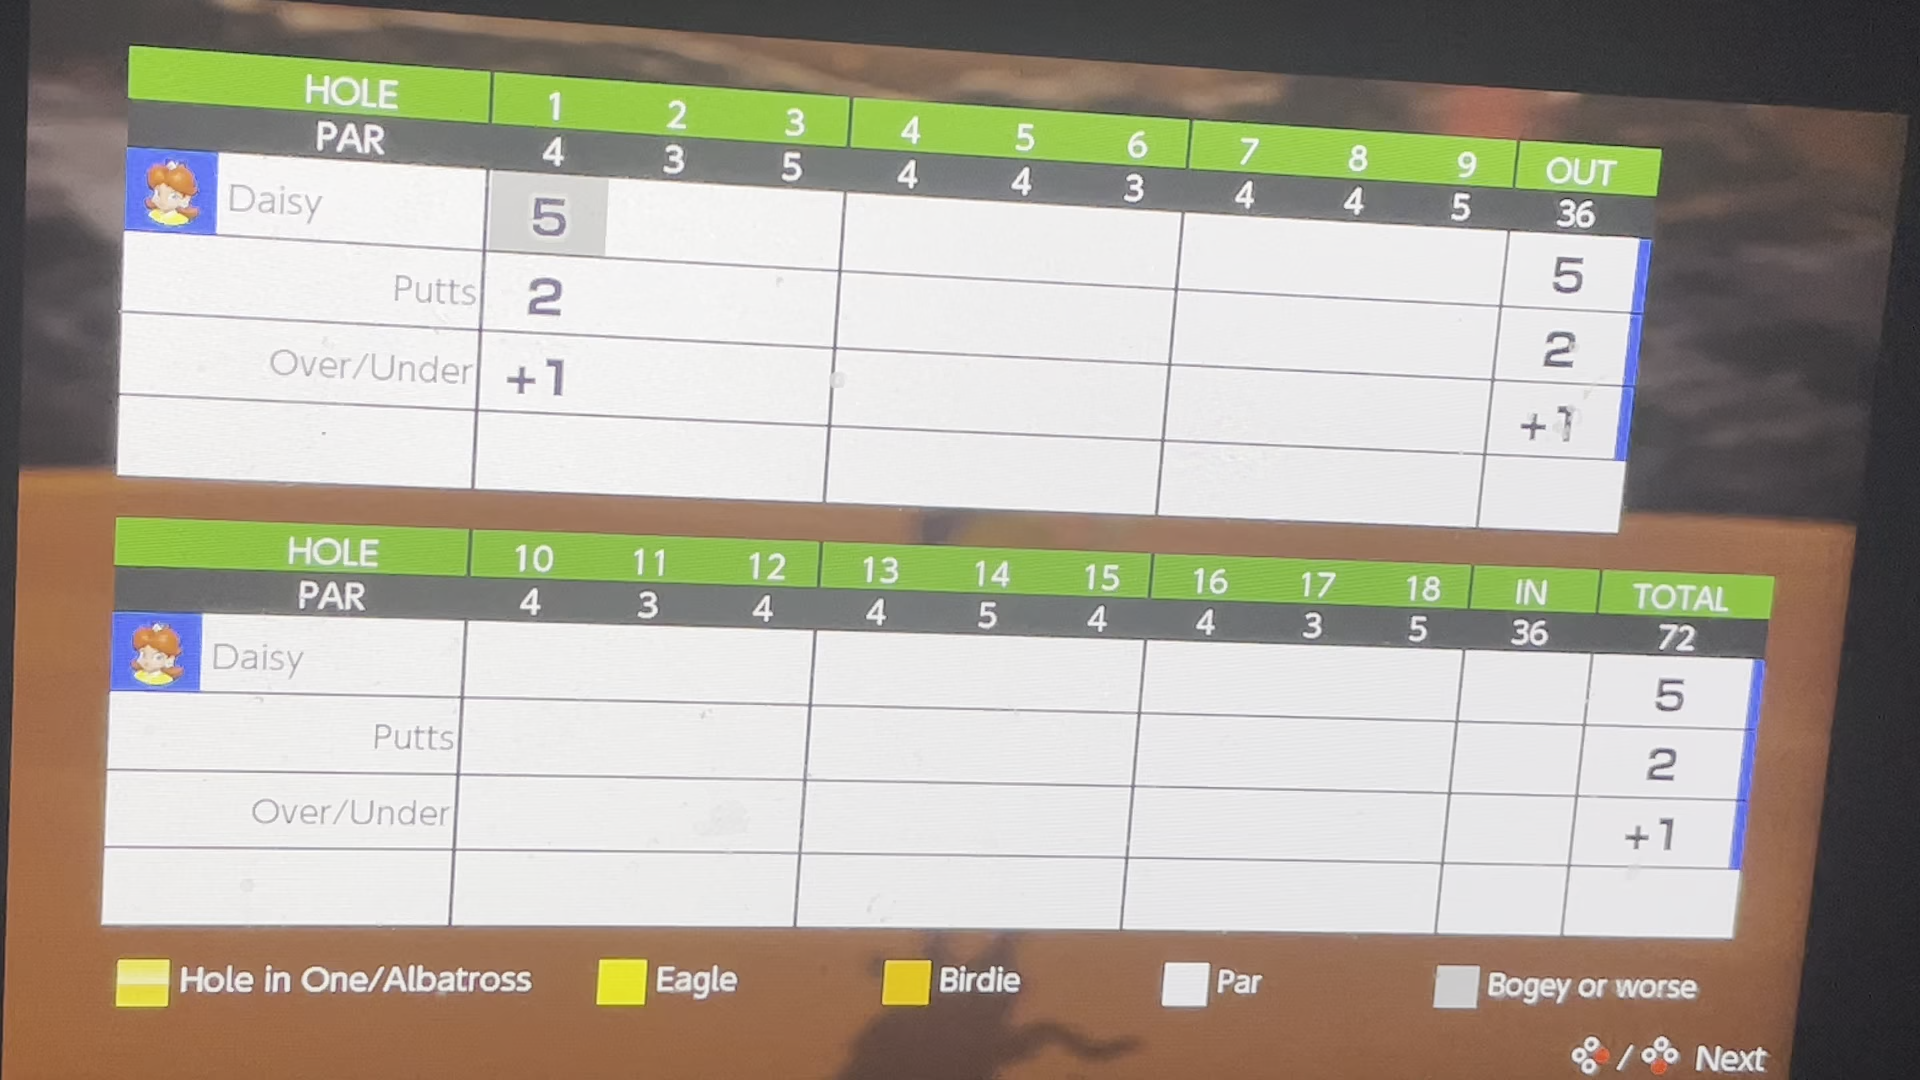 HOLE 1 2 3 4 5 6 7 8 9 OUT
PAR 4 3 5 4 4 3 4 4 5 36
Daisy 5 5
Putts 2 2
Over/Under +1 +1
HOLE 10 11 12 13 14 15 16 17 18 IN TOTAL
PAR 4 3 4 4 5 4 4 3 5 36 72
Daisy 5
Putts 2
Over/Under +1
Hole in One/Albatross Eagle Birdie Par Bogey or worse
/ Next